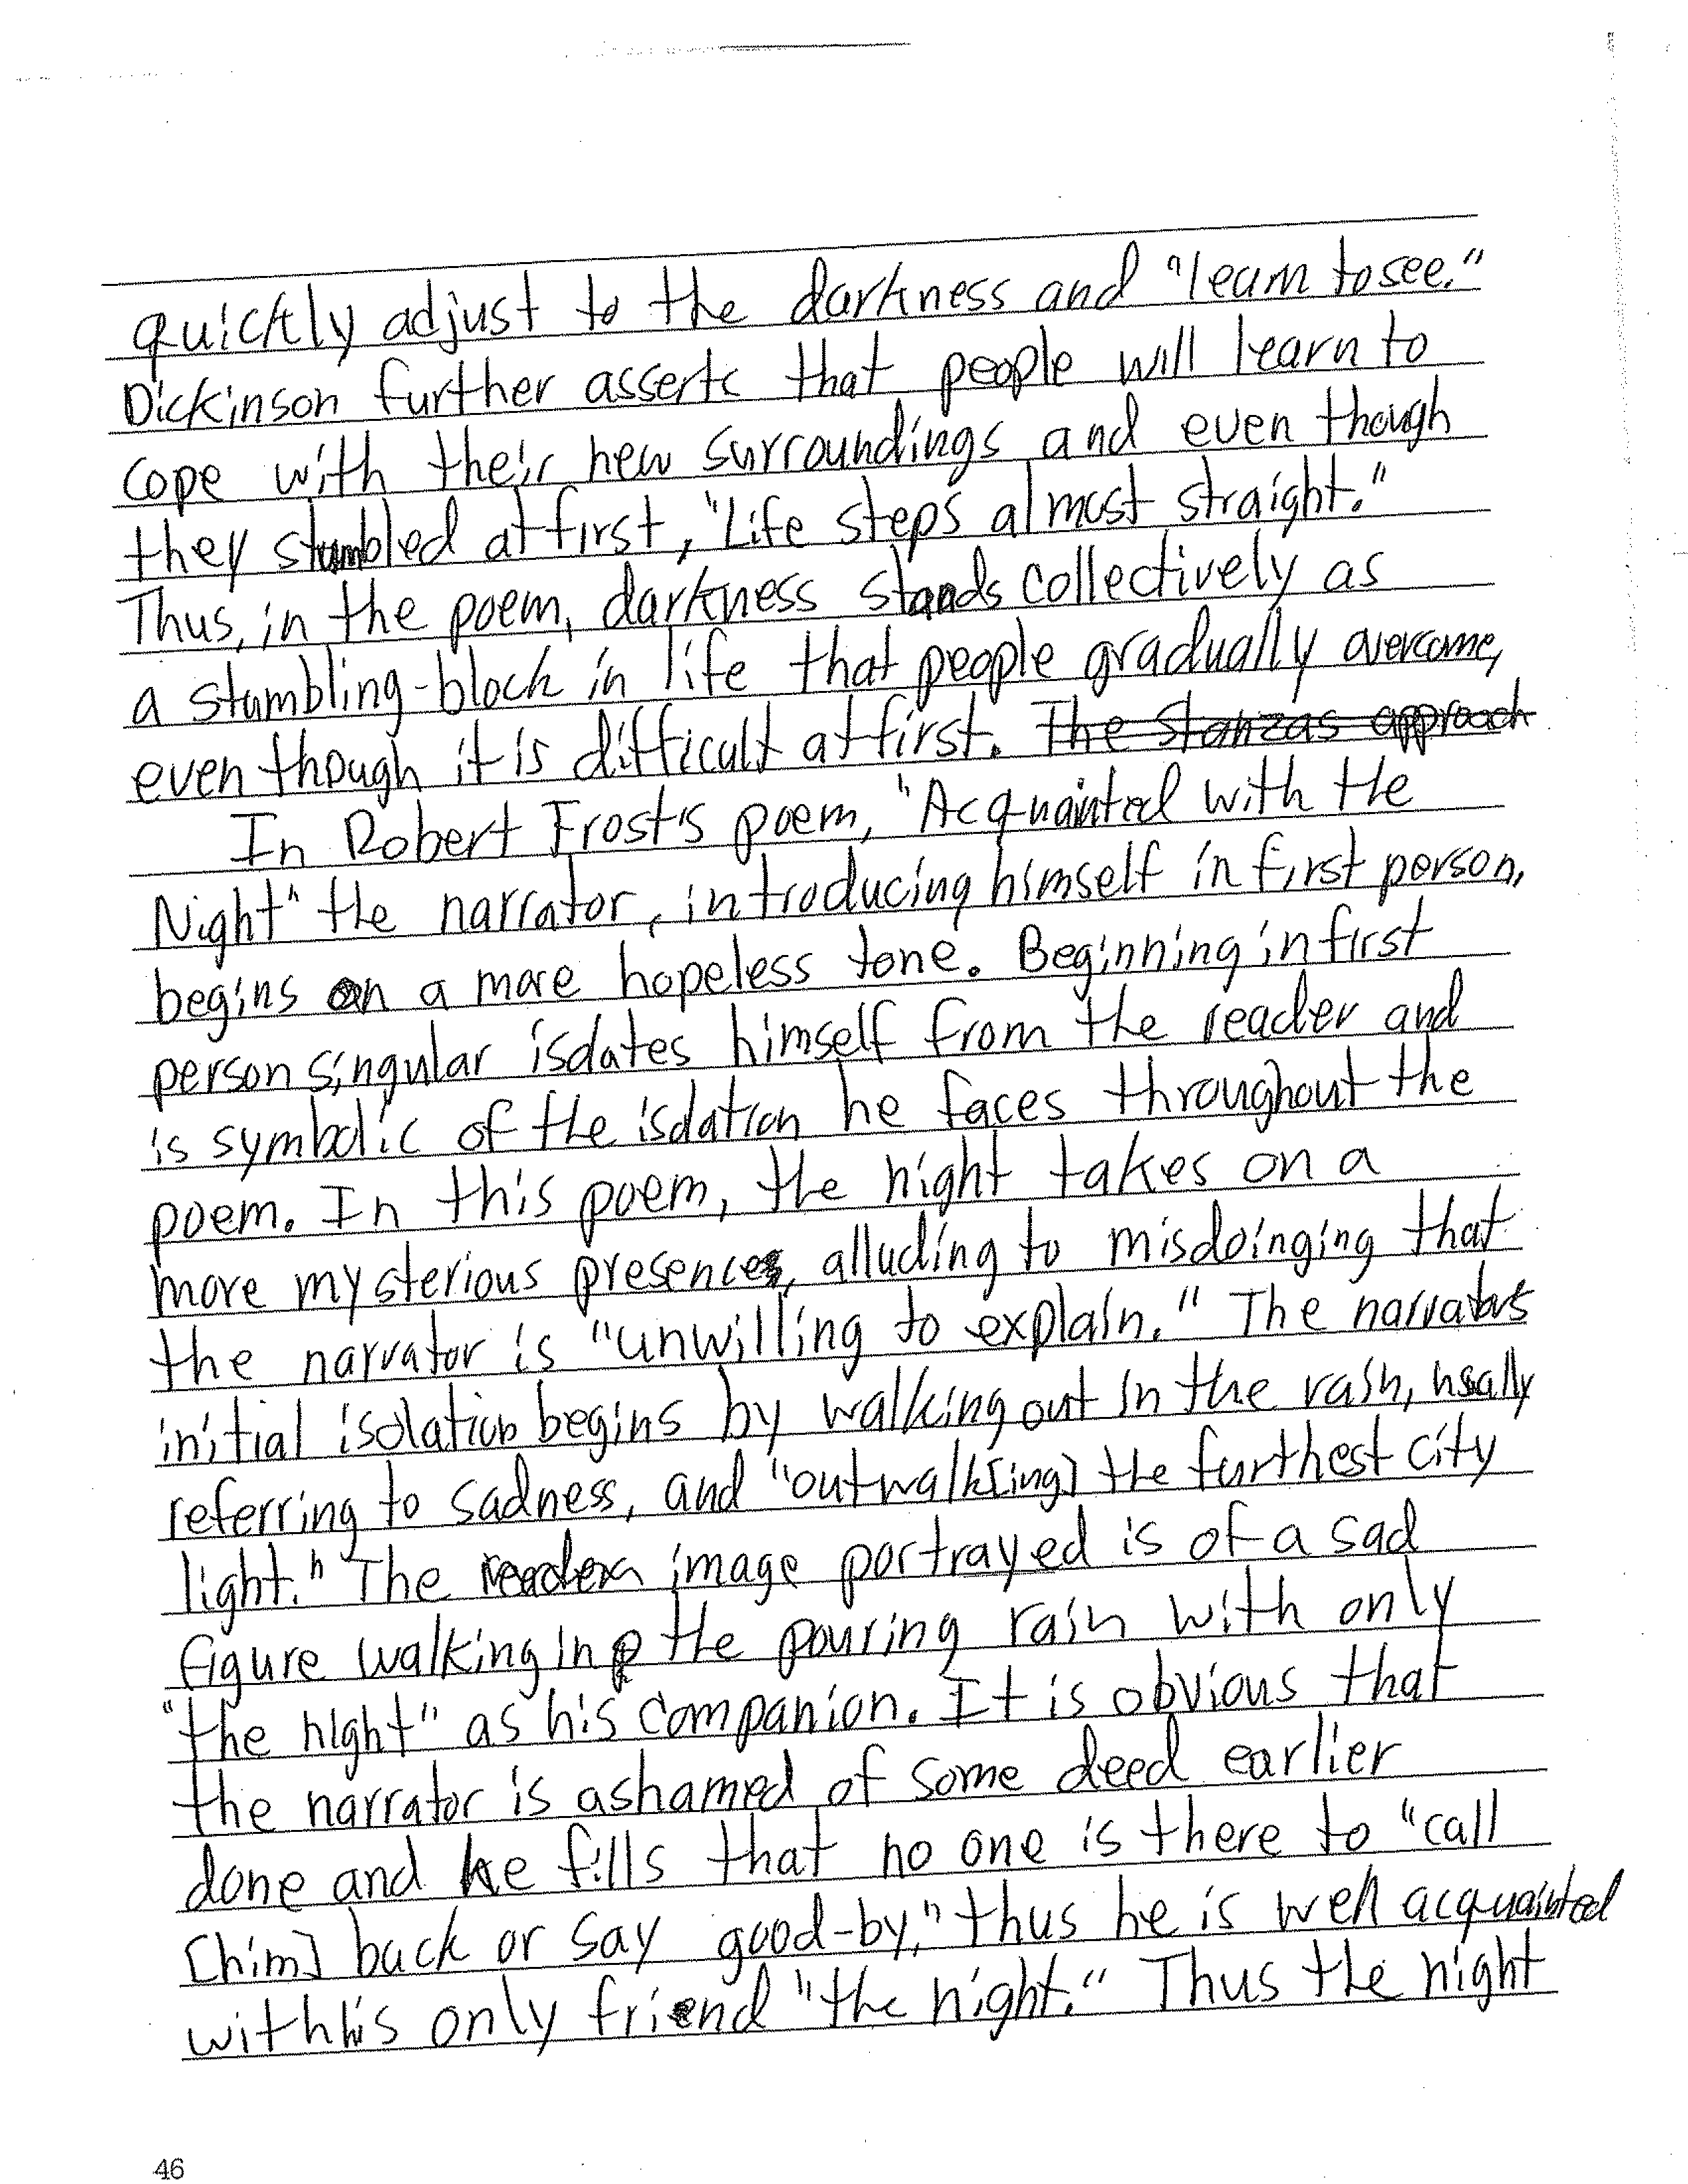 quickly adjust to the darkness and "learn to see."
Dickinson further asserts that people will learn to
cope with their new surroundings and even though
they stumbled at first, "Life steps almost straight."
Thus, in the poem, darkness stands collectively as
a stumbling-block in life that people gradually overcome,
even though it is difficult at first. The stanzas approach
In Robert Frost's poem, "Acquainted with the
Night" the narrator, introducing himself in first person,
begins on a more hopeless tone. Beginning in first
person singular isolates himself from the reader and
is symbolic of the isolation he faces throughout the
poem. In this poem, the night takes on a
more mysterious presence, alluding to misdoinging that
the narrator is "unwilling to explain." The narrator's
initial isolation begins by walking out in the rain, usally
referring to sadness, and "outwalk[ing] the furthest city
light." The image portrayed is of a sad
figure walking in the pouring rain with only
"the night" as his companion. It is obvious that
the narrator is ashamed of some deed earlier
done and he fills that no one is there to "call
[him] back or say good-by," thus he is well acquainted
with his only friend "the night." Thus the night
46